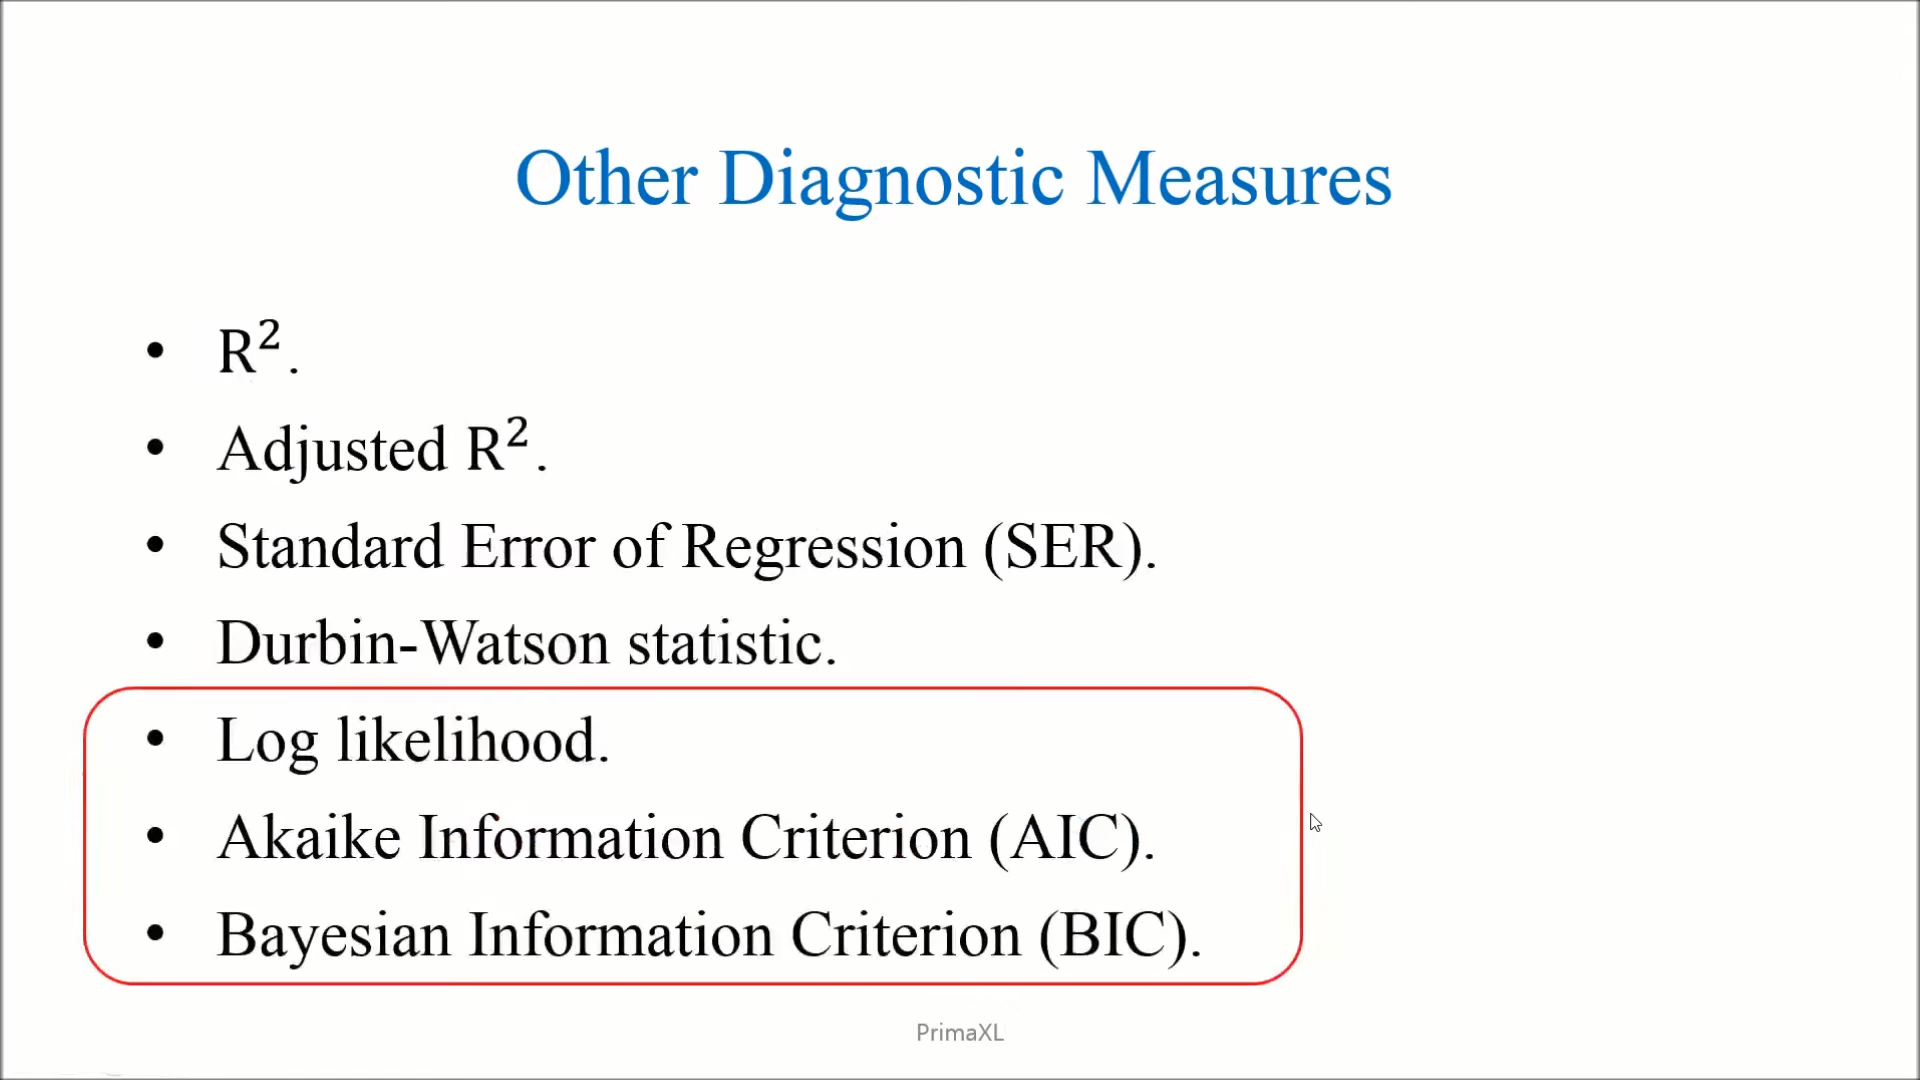 Other Diagnostic Measures
• R².
• Adjusted R².
• Standard Error of Regression (SER).
• Durbin-Watson statistic.
• Log likelihood.
• Akaike Information Criterion (AIC).
• Bayesian Information Criterion (BIC).
PrimaXL